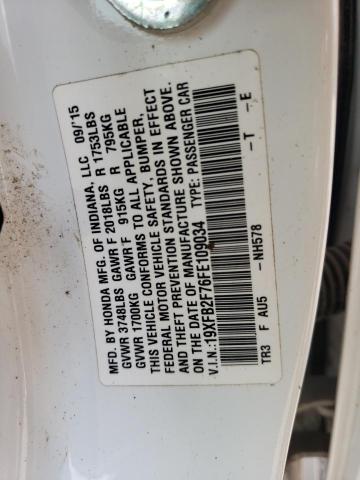 MFD. BY HONDA MFG. OF INDIANA, LLC 09/'15
GVWR 3748LBS GAWR F 2018LBS R 1753LBS
GVWR 1700KG GAWR F 915KG R 795KG
THIS VEHICLE CONFORMS TO ALL APPLICABLE
FEDERAL MOTOR VEHICLE SAFETY, BUMPER,
AND THEFT PREVENTION STANDARDS IN EFFECT
ON THE DATE OF MANUFACTURE SHOWN ABOVE.
V.I.N.:19XFB2F76FE109034 TYPE: PASSENGER CAR
-NH578
TR3 F AU5 -T -E